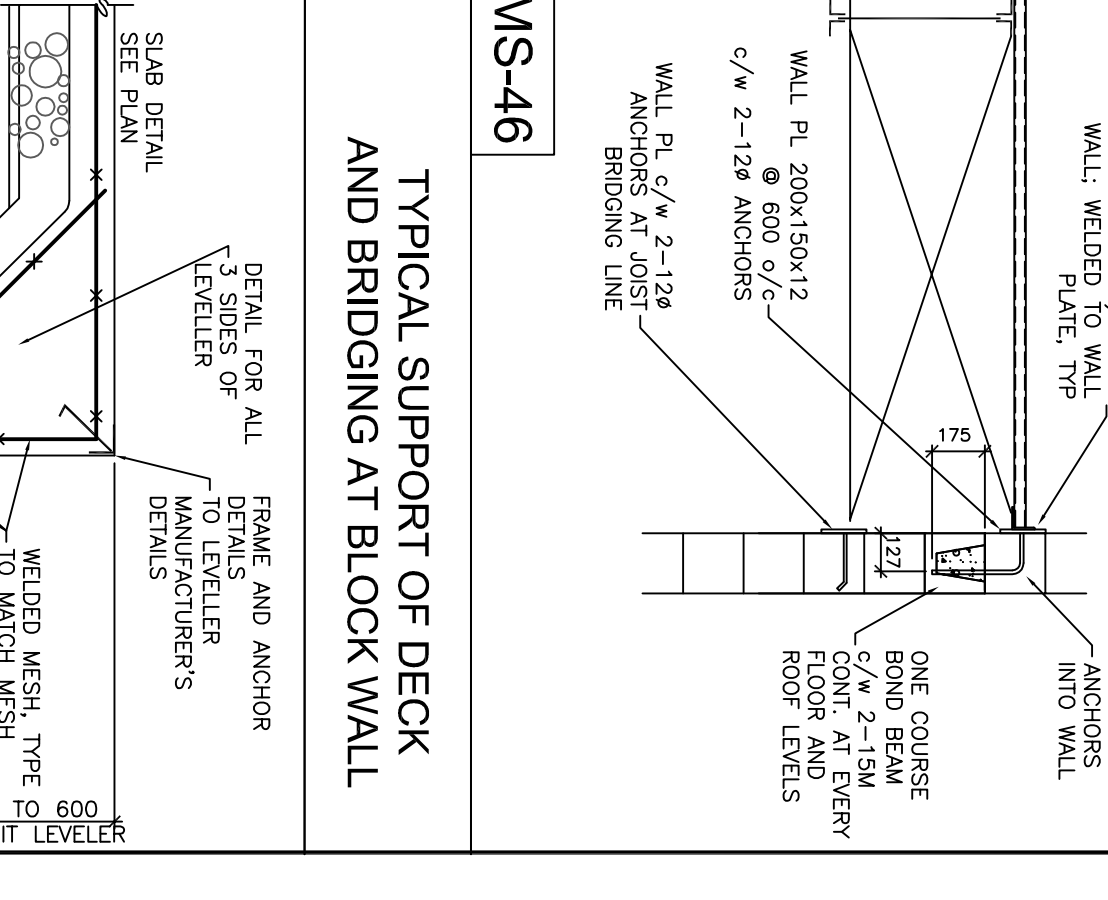 WALL; WELDED TO WALL
PLATE, TYP
WALL PL 200x150x12
@ 600 o/c
c/w 2-12ø ANCHORS
WALL PL c/w 2-12ø
ANCHORS AT JOIST
BRIDGING LINE
175
127
ANCHORS
INTO WALL
ONE COURSE
BOND BEAM
c/w 2-15M
CONT. AT EVERY
FLOOR AND
ROOF LEVELS
MS-46
TYPICAL SUPPORT OF DECK
AND BRIDGING AT BLOCK WALL
SLAB DETAIL
SEE PLAN
DETAIL FOR ALL
3 SIDES OF
LEVELLER
FRAME AND ANCHOR
DETAILS
TO LEVELLER
MANUFACTURER'S
DETAILS
WELDED MESH, TYPE
TO MATCH MESH
TO 600
IT LEVELER